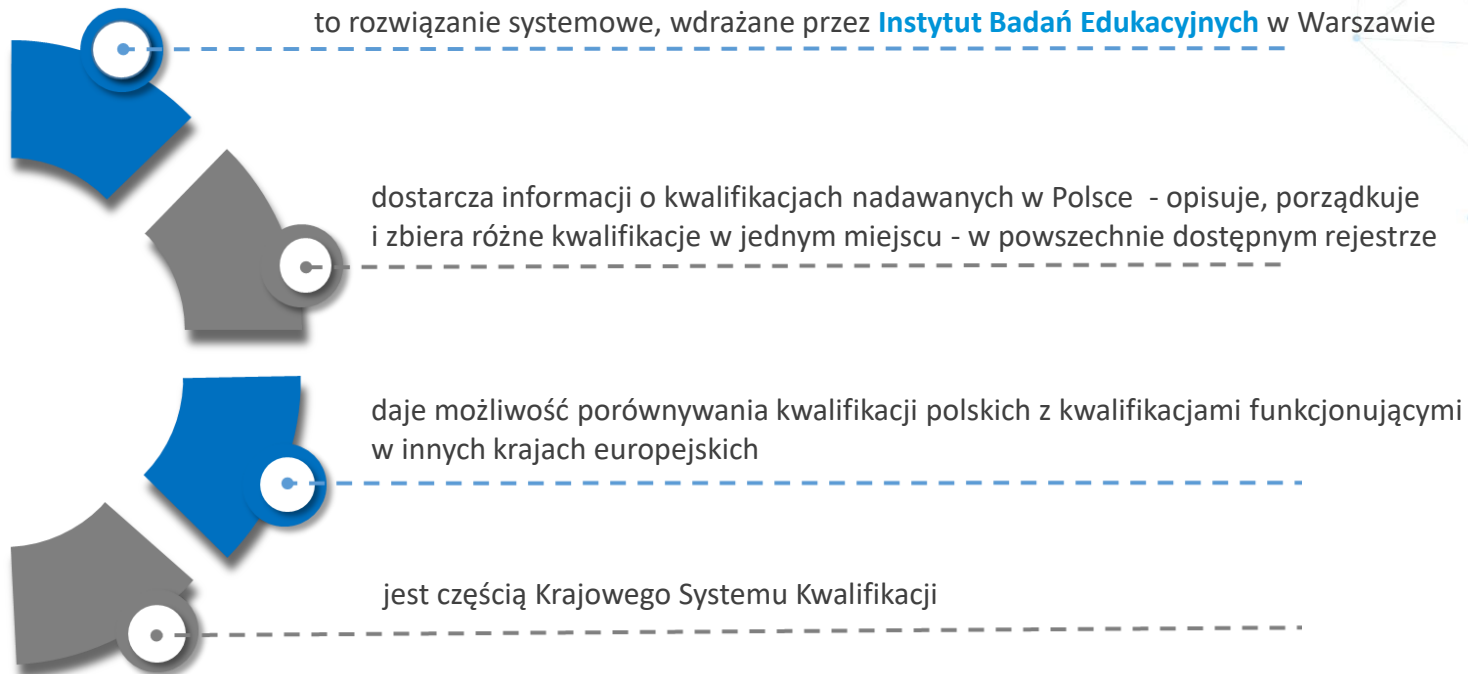 to rozwiązanie systemowe, wdrażane przez Instytut Badań Edukacyjnych w Warszawie
dostarcza informacji o kwalifikacjach nadawanych w Polsce - opisuje, porządkuje
i zbiera różne kwalifikacje w jednym miejscu - w powszechnie dostępnym rejestrze
daje możliwość porównywania kwalifikacji polskich z kwalifikacjami funkcjonującymi
w innych krajach europejskich
jest częścią Krajowego Systemu Kwalifikacji